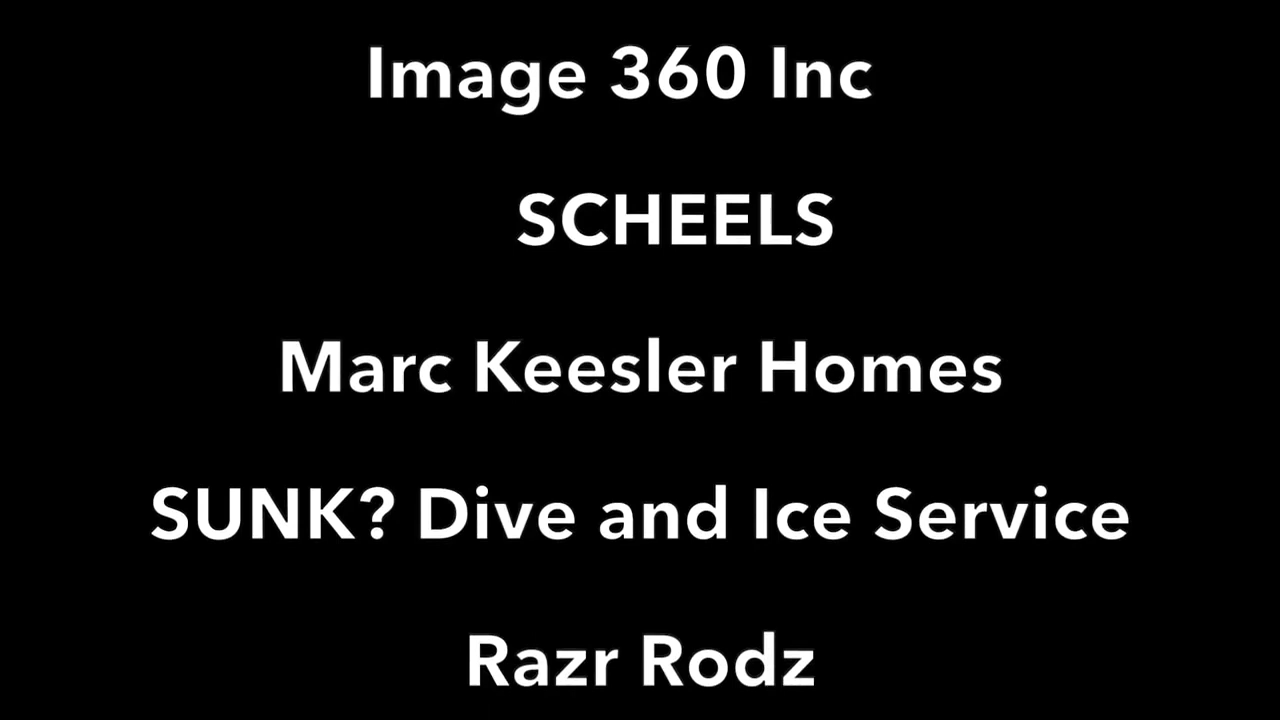 Image 360 Inc
SCHEELS
Marc Keesler Homes
SUNK? Dive and Ice Service
Razr Rodz